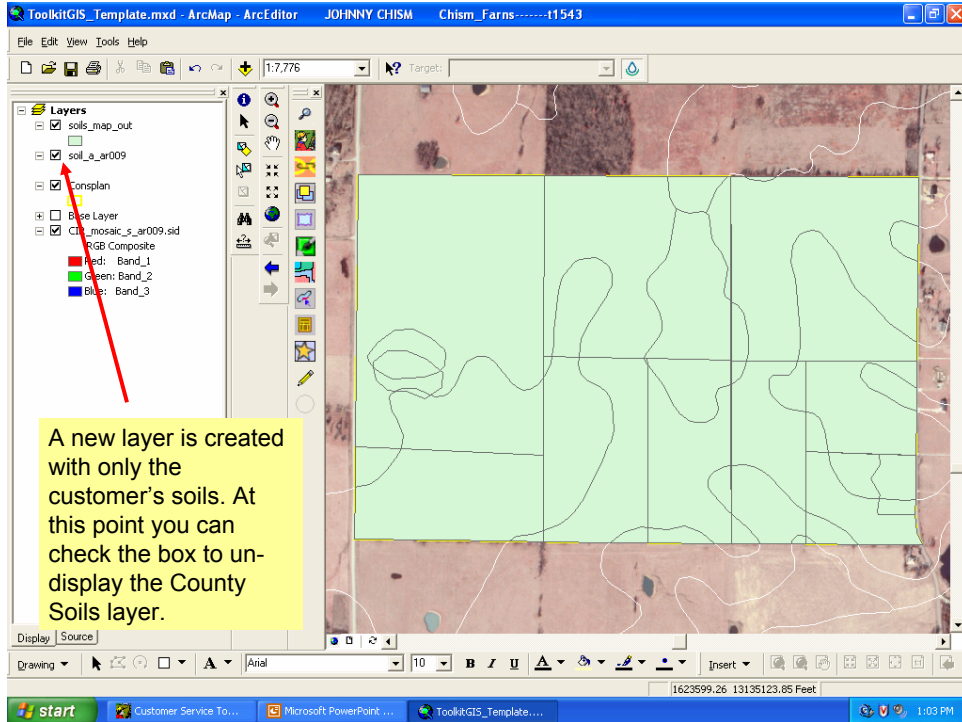 ToolkitGIS_Template.mxd - ArcMap - ArcEditor JOHNNY CHISM Chism_Farns-------t1543
File Edit View Tools Help
1:7,776 Target:
Layers
soils_map_out
soil_a_ar009
Consplan
Base Layer
CIR_mosaic_s_ar009.sid
RGB Composite
Red: Band_1
Green: Band_2
Blue: Band_3
A new layer is created
with only the
customer's soils. At
this point you can
check the box to un-
display the County
Soils layer.
Display Source
Drawing A Arial 10 B I U A Insert
1623599.26 13135123.85 Feet
start Customer Service To... Microsoft PowerPoint ... ToolkitGIS_Template.... 1:03 PM